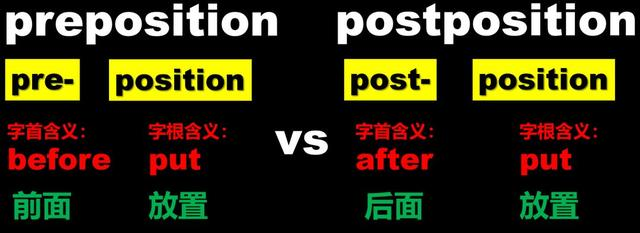 preposition postposition
pre- position post- position
字首含义： 字根含义： 字首含义： 字根含义：
before put vs after put
前面 放置 后面 放置